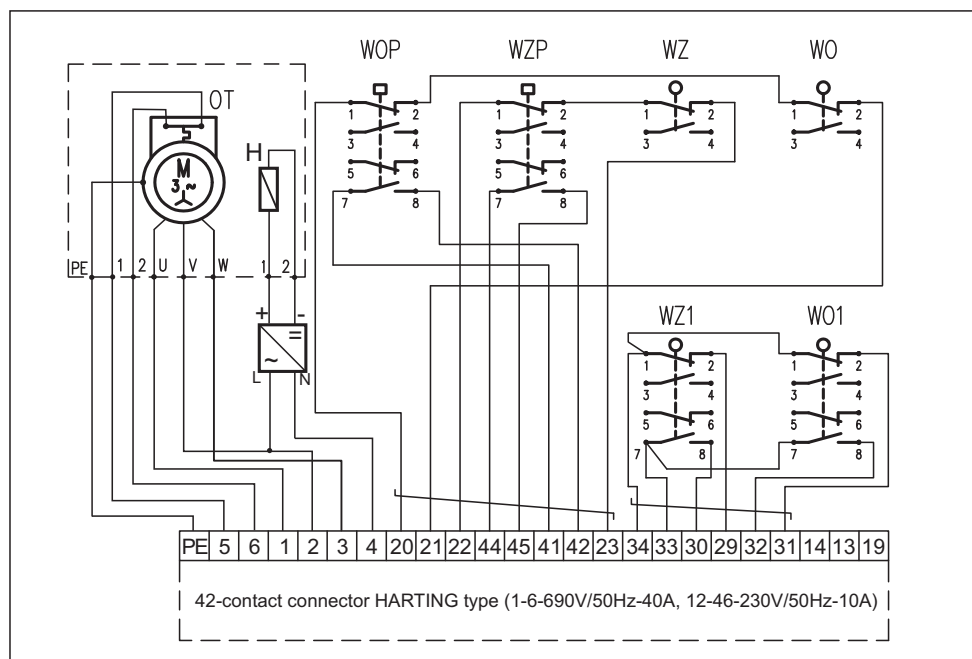 WOP WZP WZ WO
OT
H
M
3 ~
1 2 1 2 1 2 1 2
3 4 3 4 3 4 3 4
5 6 5 6
7 8 7 8
PE 1 2 U V W 1 2
+ -
=
~
L N
WZ1 WO1
1 2 1 2
3 4 3 4
5 6 5 6
7 8 7 8
PE 5 6 1 2 3 4 20 21 22 44 45 41 42 23 34 33 30 29 32 31 14 13 19
42-contact connector HARTING type (1-6-690V/50Hz-40A, 12-46-230V/50Hz-10A)